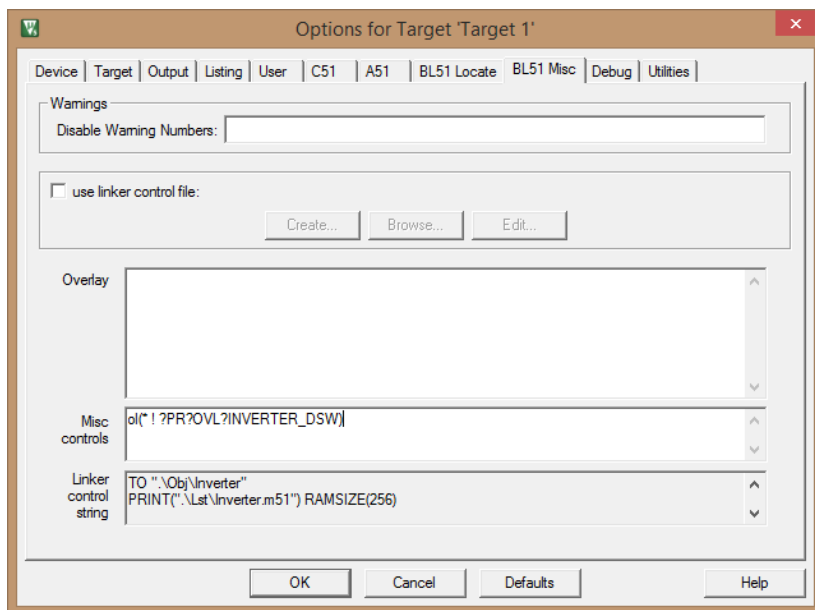 Options for Target 'Target 1'
Device Target Output Listing User C51 A51 BL51 Locate BL51 Misc Debug Utilities
Warnings
Disable Warning Numbers:
use linker control file:
Create... Browse... Edit...
Overlay
Misc controls
ol(* ! ?PR?OVL?INVERTER_DSW)
Linker control string
TO ".\Obj\Inverter"
PRINT(".\Lst\Inverter.m51") RAMSIZE(256)
OK Cancel Defaults Help